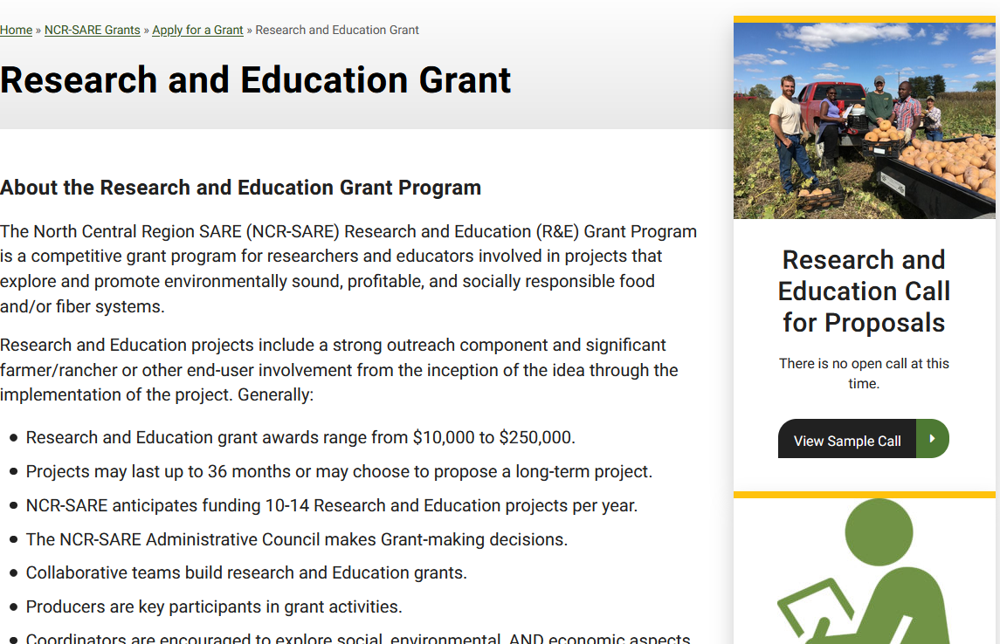 Home » NCR-SARE Grants » Apply for a Grant » Research and Education Grant
Research and Education Grant
About the Research and Education Grant Program
The North Central Region SARE (NCR-SARE) Research and Education (R&E) Grant Program
is a competitive grant program for researchers and educators involved in projects that
explore and promote environmentally sound, profitable, and socially responsible food
and/or fiber systems.
Research and Education projects include a strong outreach component and significant
farmer/rancher or other end-user involvement from the inception of the idea through the
implementation of the project. Generally:
• Research and Education grant awards range from $10,000 to $250,000.
• Projects may last up to 36 months or may choose to propose a long-term project.
• NCR-SARE anticipates funding 10-14 Research and Education projects per year.
• The NCR-SARE Administrative Council makes Grant-making decisions.
• Collaborative teams build research and Education grants.
• Producers are key participants in grant activities.
• Coordinators are encouraged to explore social, environmental, AND economic aspects
Research and
Education Call
for Proposals
There is no open call at this
time.
View Sample Call